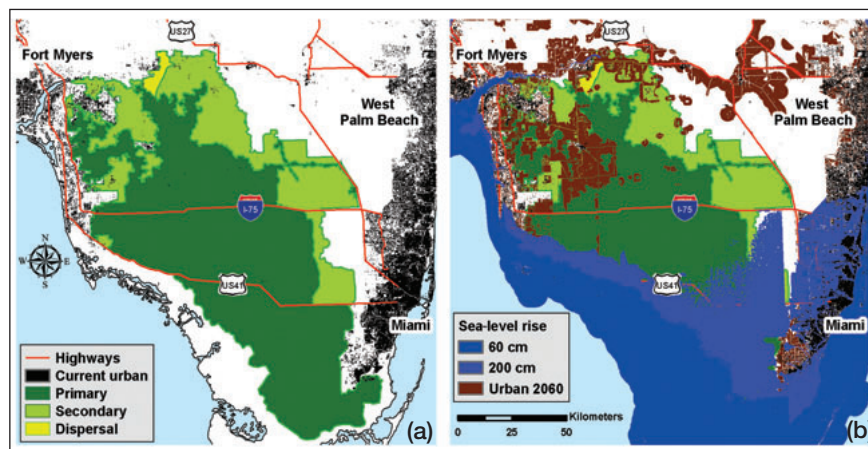 US27
Fort Myers
West
Palm Beach
I-75
N
W E
S
US41
Miami
Highways
Current urban
Primary
Secondary
Dispersal
(a)
US27
Fort Myers
West
Palm Beach
I-75
US41
Miami
Sea-level rise
60 cm
200 cm
Urban 2060
Kilometers
0 25 50
(b)